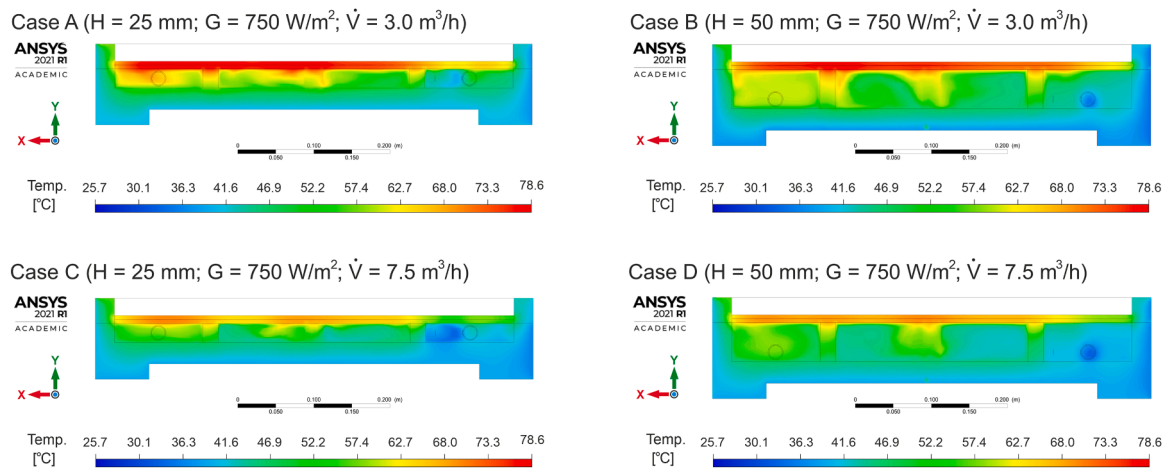 Case A (H = 25 mm; G = 750 W/m²; V̇ = 3.0 m³/h)
ANSYS
2021 R1
ACADEMIC
Y
X
0 0.100 0.200 (m)
0.050 0.150
Temp. 25.7 30.1 36.3 41.6 46.9 52.2 57.4 62.7 68.0 73.3 78.6
[°C]
Case B (H = 50 mm; G = 750 W/m²; V̇ = 3.0 m³/h)
ANSYS
2021 R1
ACADEMIC
Y
X
0 0.100 0.200 (m)
0.050 0.150
Temp. 25.7 30.1 36.3 41.6 46.9 52.2 57.4 62.7 68.0 73.3 78.6
[°C]
Case C (H = 25 mm; G = 750 W/m²; V̇ = 7.5 m³/h)
ANSYS
2021 R1
ACADEMIC
Y
X
0 0.100 0.200 (m)
0.050 0.150
Temp. 25.7 30.1 36.3 41.6 46.9 52.2 57.4 62.7 68.0 73.3 78.6
[°C]
Case D (H = 50 mm; G = 750 W/m²; V̇ = 7.5 m³/h)
ANSYS
2021 R1
ACADEMIC
Y
X
0 0.100 0.200 (m)
0.050 0.150
Temp. 25.7 30.1 36.3 41.6 46.9 52.2 57.4 62.7 68.0 73.3 78.6
[°C]